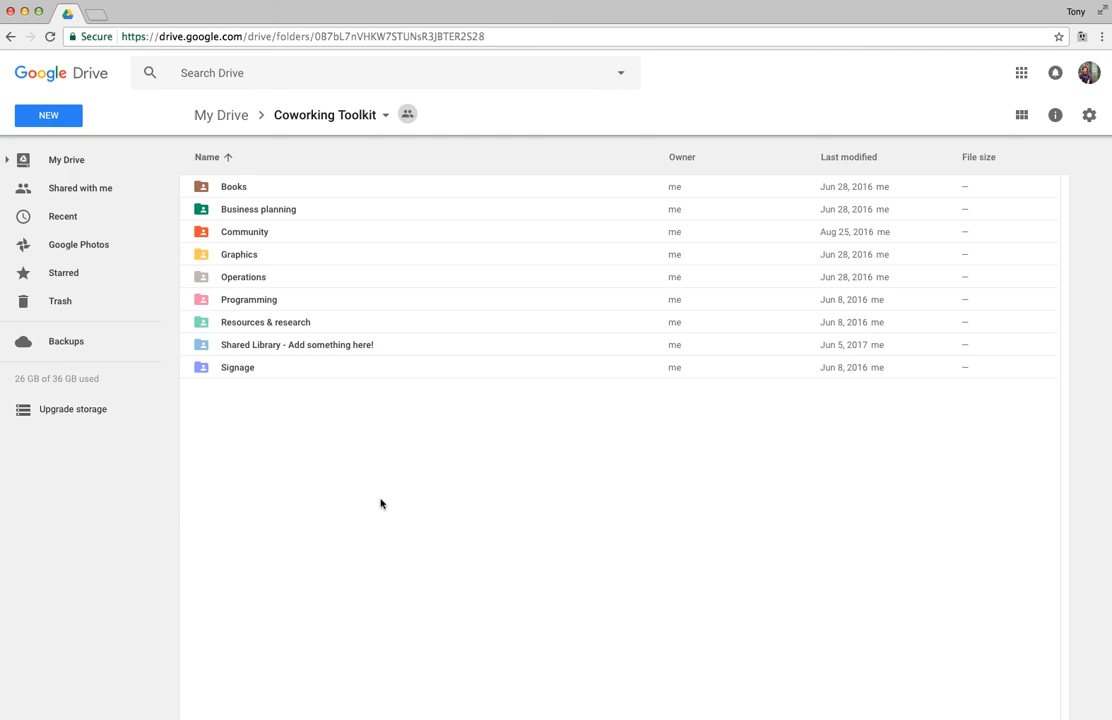 Tony
Secure https://drive.google.com/drive/folders/0B7bL7nVHKW7STUNsR3JBTER2S28
Google Drive Search Drive
NEW My Drive Coworking Toolkit
Name Owner Last modified File size
My Drive
Shared with me
Recent
Google Photos
Starred
Trash
Backups
26 GB of 36 GB used
Upgrade storage
Books me Jun 28, 2016 me —
Business planning me Jun 28, 2016 me —
Community me Aug 25, 2016 me —
Graphics me Jun 28, 2016 me —
Operations me Jun 28, 2016 me —
Programming me Jun 8, 2016 me —
Resources & research me Jun 8, 2016 me —
Shared Library - Add something here! me Jun 5, 2017 me —
Signage me Jun 8, 2016 me —